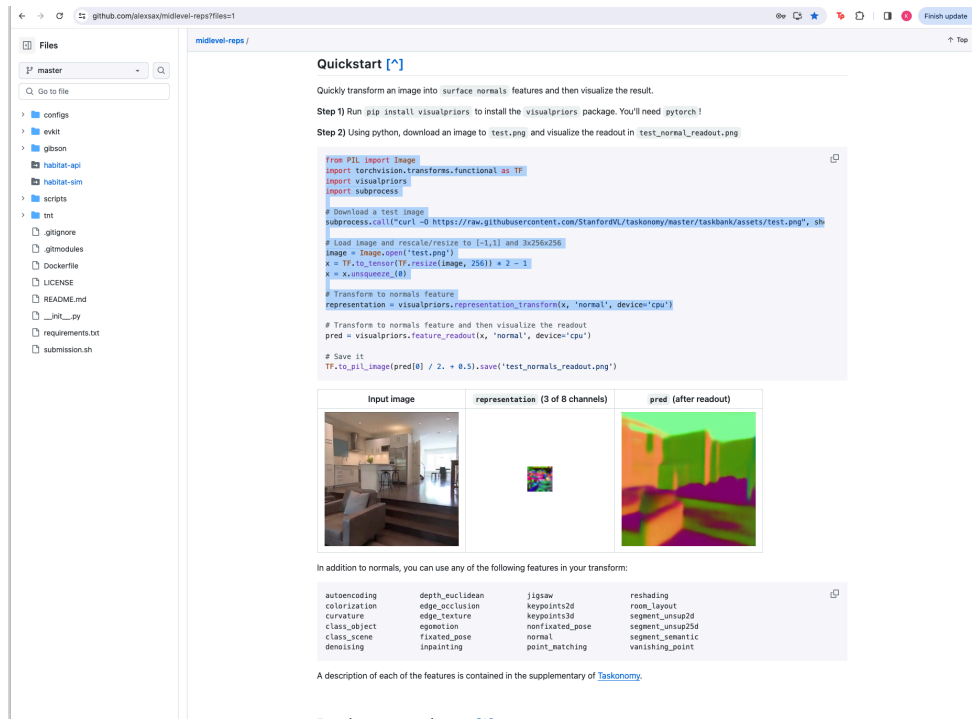 github.com/alexsax/midlevel-reps?files=1
Finish update
Files
midlevel-reps /
Top
master
Go to file
configs
evkit
gibson
habitat-api
habitat-sim
scripts
tnt
.gitignore
.gitmodules
Dockerfile
LICENSE
README.md
__init__.py
requirements.txt
submission.sh
Quickstart [^]
Quickly transform an image into surface normals features and then visualize the result.
Step 1) Run pip install visualpriors to install the visualpriors package. You'll need pytorch !
Step 2) Using python, download an image to test.png and visualize the readout in test_normal_readout.png
from PIL import Image
import torchvision.transforms.functional as TF
import visualpriors
import subprocess
# Download a test image
subprocess.call("curl -O https://raw.githubusercontent.com/StanfordVL/taskonomy/master/taskbank/assets/test.png", she
# Load image and rescale/resize to [-1,1] and 3x256x256
image = Image.open('test.png')
x = TF.to_tensor(TF.resize(image, 256)) * 2 - 1
x = x.unsqueeze_(0)
# Transform to normals feature
representation = visualpriors.representation_transform(x, 'normal', device='cpu')
# Transform to normals feature and then visualize the readout
pred = visualpriors.feature_readout(x, 'normal', device='cpu')
# Save it
TF.to_pil_image(pred[0] / 2. + 0.5).save('test_normals_readout.png')
Input image representation (3 of 8 channels) pred (after readout)
In addition to normals, you can use any of the following features in your transform:
autoencoding depth_euclidean jigsaw reshading
colorization edge_occlusion keypoints2d room_layout
curvature edge_texture keypoints3d segment_unsup2d
class_object egomotion nonfixated_pose segment_unsup25d
class_scene fixated_pose normal segment_semantic
denoising inpainting point_matching vanishing_point
A description of each of the features is contained in the supplementary of Taskonomy.